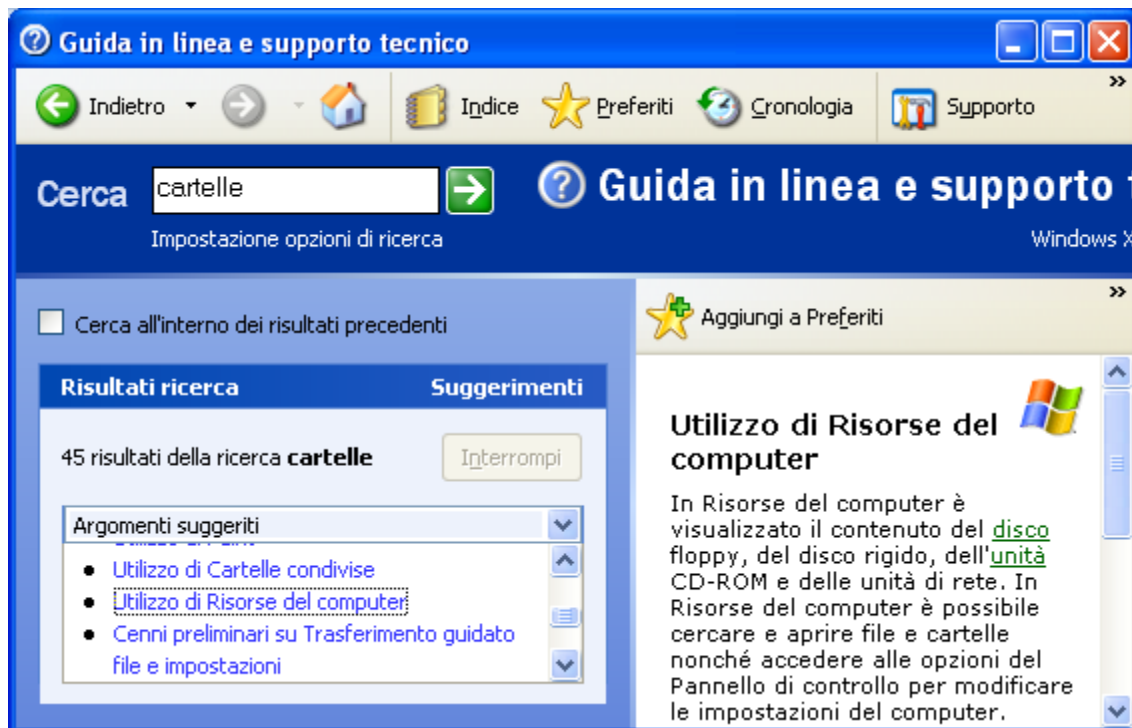 Guida in linea e supporto tecnico
Indietro
Indice
Preferiti
Cronologia
Supporto
»
Cerca
cartelle
Guida in linea e supporto
Impostazione opzioni di ricerca
Windows X
Cerca all'interno dei risultati precedenti
Risultati ricerca
Suggerimenti
45 risultati della ricerca cartelle
Interrompi
Argomenti suggeriti
Utilizzo di Cartelle condivise
Utilizzo di Risorse del computer
Cenni preliminari su Trasferimento guidato
file e impostazioni
Aggiungi a Preferiti
»
Utilizzo di Risorse del
computer
In Risorse del computer è
visualizzato il contenuto del disco
floppy, del disco rigido, dell'unità
CD-ROM e delle unità di rete. In
Risorse del computer è possibile
cercare e aprire file e cartelle
nonché accedere alle opzioni del
Pannello di controllo per modificare
le impostazioni del computer.